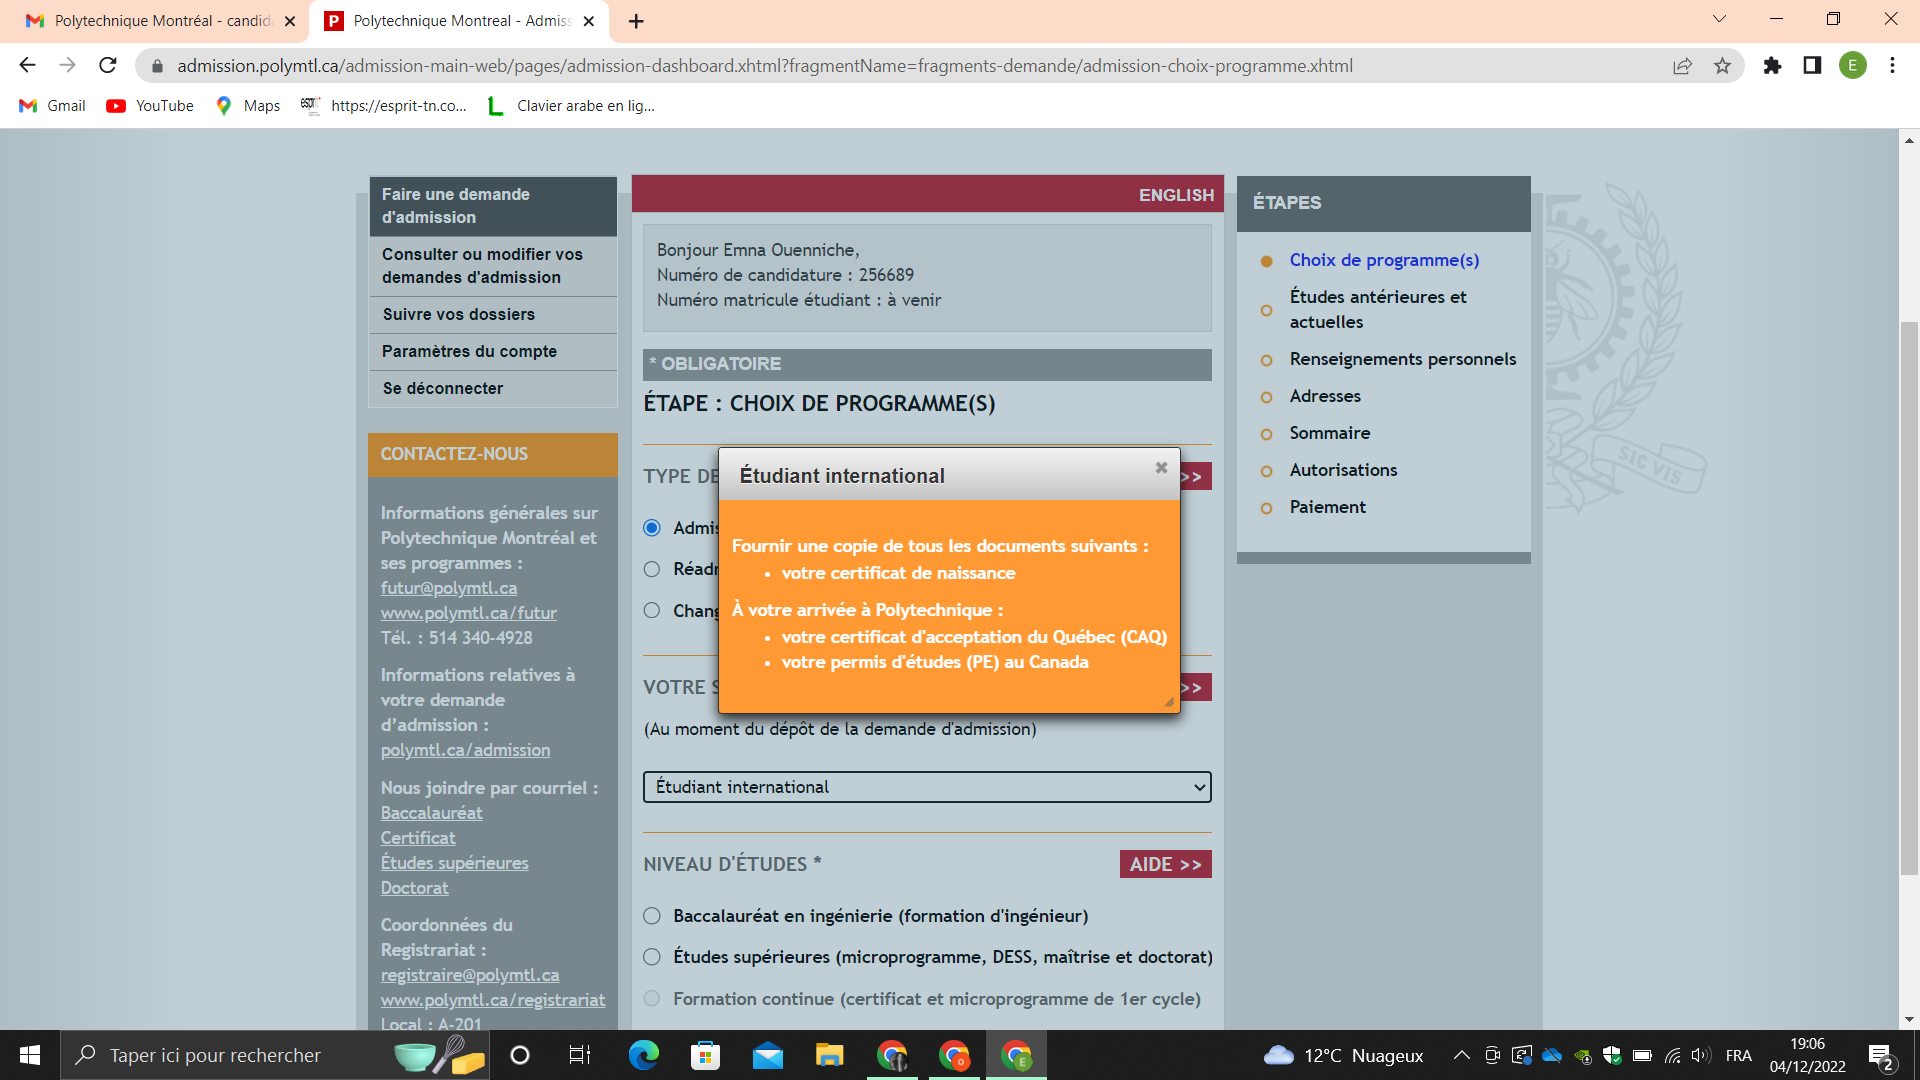 Polytechnique Montréal - candid
Polytechnique Montreal - Admiss
admission.polymtl.ca/admission-main-web/pages/admission-dashboard.xhtml?fragmentName=fragments-demande/admission-choix-programme.xhtml
E
Gmail
YouTube
Maps
https://esprit-tn.co...
Clavier arabe en lig...
Faire une demande
d'admission
Consulter ou modifier vos
demandes d'admission
Suivre vos dossiers
Paramètres du compte
Se déconnecter
CONTACTEZ-NOUS
Informations générales sur
Polytechnique Montréal et
ses programmes :
futur@polymtl.ca
www.polymtl.ca/futur
Tél. : 514 340-4928
Informations relatives à
votre demande
d’admission :
polymtl.ca/admission
Nous joindre par courriel :
Baccalauréat
Certificat
Études supérieures
Doctorat
Coordonnées du
Registrariat :
registraire@polymtl.ca
www.polymtl.ca/registrariat
Local : A-201
ENGLISH
Bonjour Emna Ouenniche,
Numéro de candidature : 256689
Numéro matricule étudiant : à venir
* OBLIGATOIRE
ÉTAPE : CHOIX DE PROGRAMME(S)
TYPE DE
>>
Admis
Réadr
Chang
Étudiant international
Fournir une copie de tous les documents suivants :
• votre certificat de naissance
À votre arrivée à Polytechnique :
• votre certificat d'acceptation du Québec (CAQ)
• votre permis d'études (PE) au Canada
VOTRE S
>>
(Au moment du dépôt de la demande d'admission)
Étudiant international
NIVEAU D'ÉTUDES *
AIDE >>
Baccalauréat en ingénierie (formation d'ingénieur)
Études supérieures (microprogramme, DESS, maîtrise et doctorat)
Formation continue (certificat et microprogramme de 1er cycle)
ÉTAPES
Choix de programme(s)
Études antérieures et
actuelles
Renseignements personnels
Adresses
Sommaire
Autorisations
Paiement
SIC VIS
Taper ici pour rechercher
12°C Nuageux
FRA
19:06
04/12/2022
2